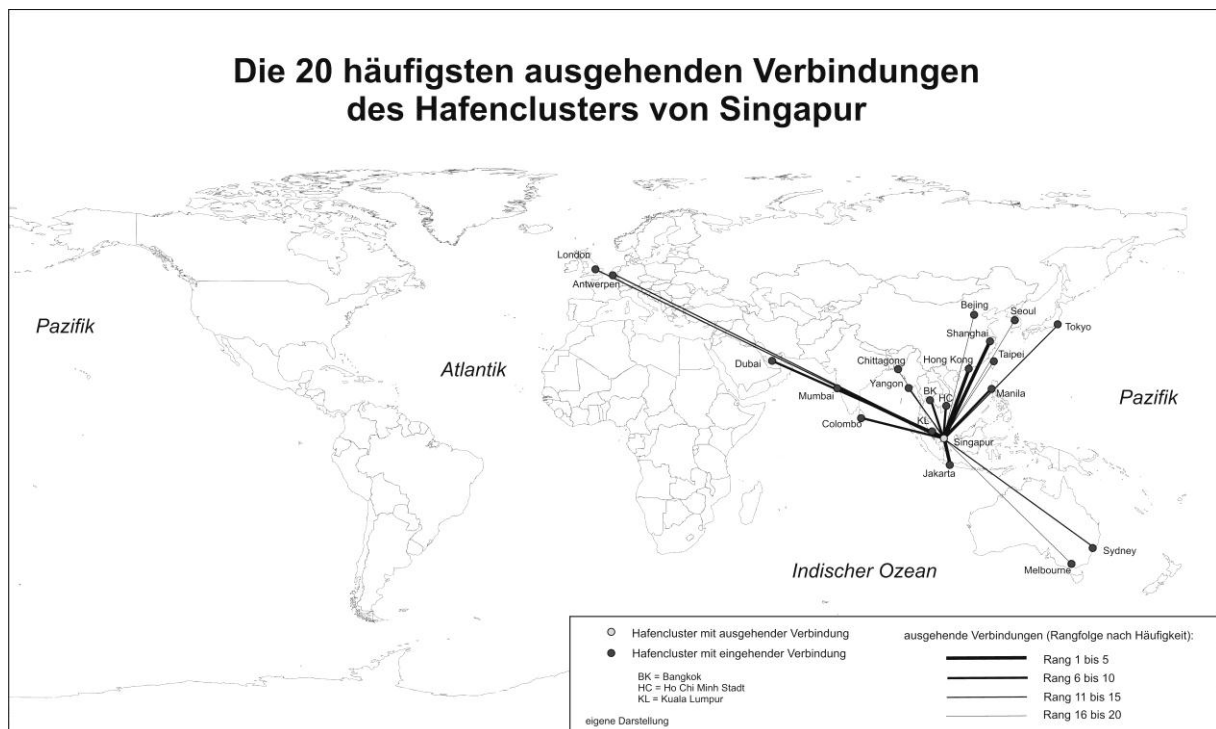 Die 20 häufigsten ausgehenden Verbindungen
des Hafenclusters von Singapur
London
Antwerpen
Bejing
Seoul
Pazifik
Shanghai
Tokyo
Atlantik
Dubai
Chittagong
Hong Kong
Taipei
Mumbai
Yangon
BK
HC
Manila
Pazifik
Colombo
KL
Singapur
Jakarta
Sydney
Indischer Ozean
Melbourne
Hafencluster mit ausgehender Verbindung
Hafencluster mit eingehender Verbindung
BK = Bangkok
HC = Ho Chi Minh Stadt
KL = Kuala Lumpur
eigene Darstellung
ausgehende Verbindungen (Rangfolge nach Häufigkeit):
Rang 1 bis 5
Rang 6 bis 10
Rang 11 bis 15
Rang 16 bis 20